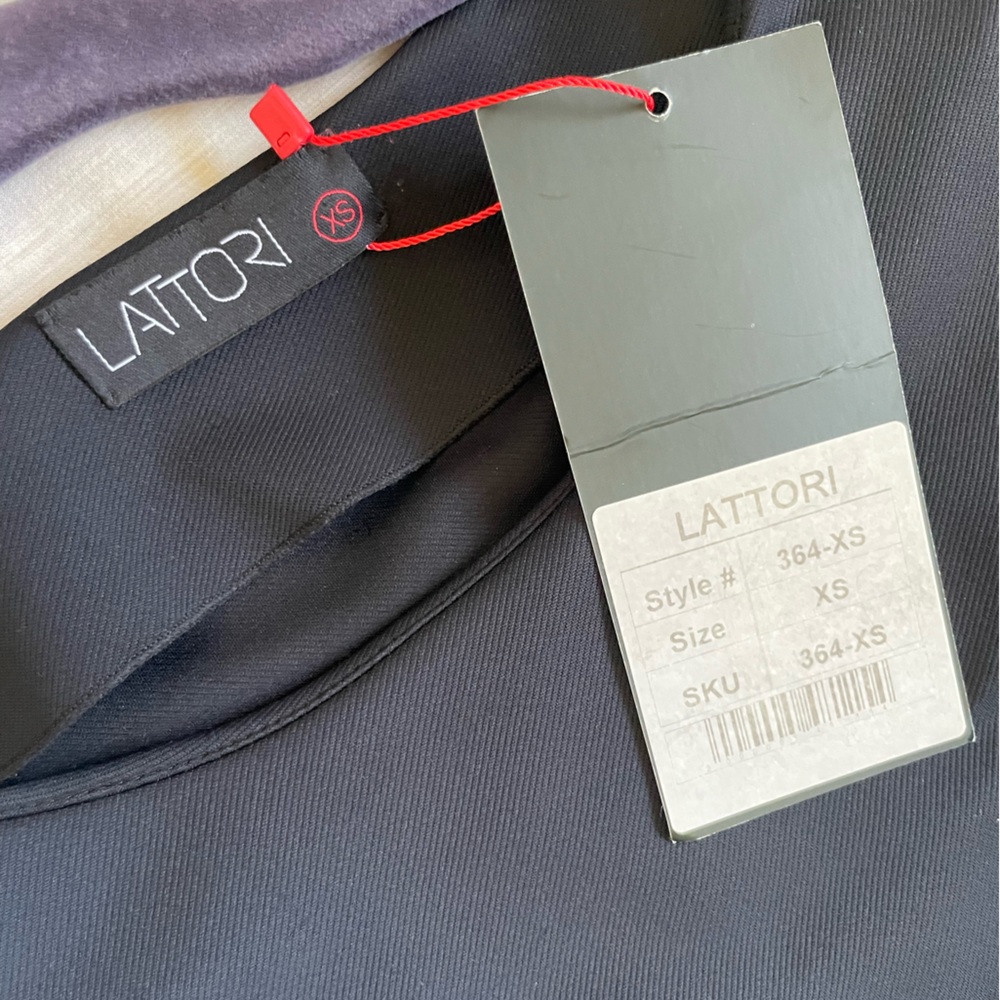 LATTORI
XS
LATTORI
Style # 364-XS
Size XS
SKU 364-XS